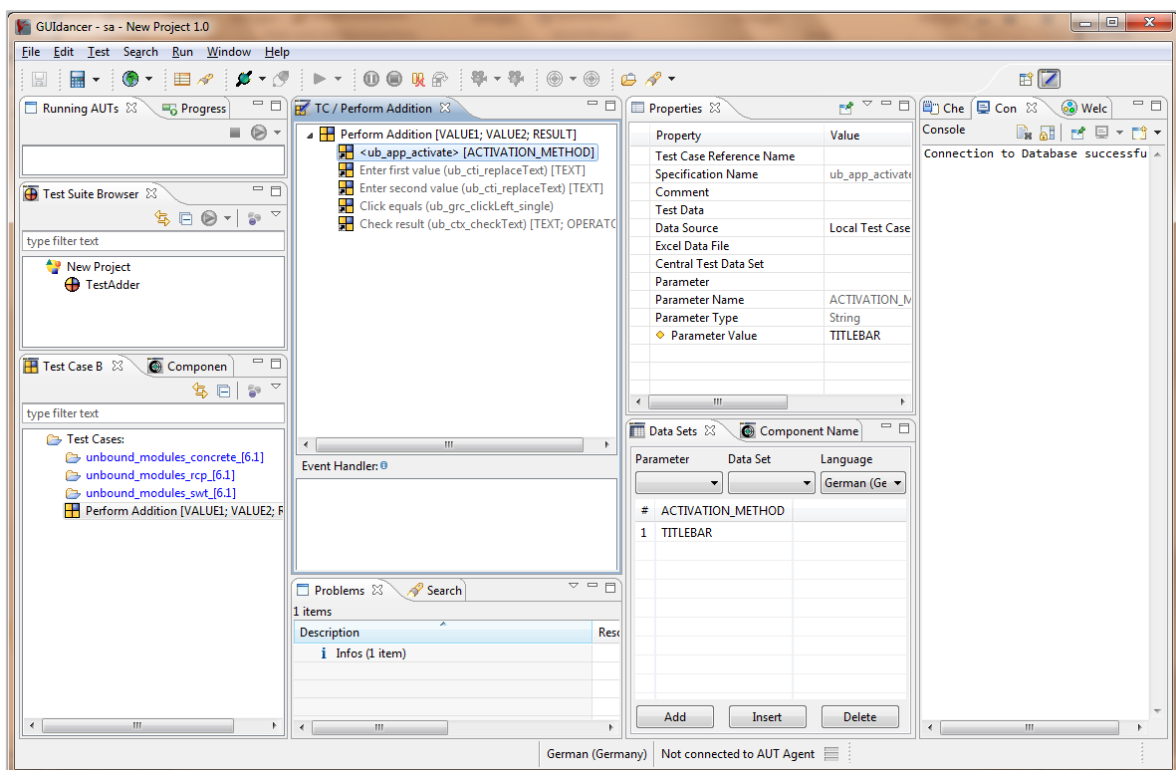 GUIdancer - sa - New Project 1.0
File Edit Test Search Run Window Help
Running AUTs
Progress
Test Suite Browser
type filter text
New Project
TestAdder
Test Case B
Componen
type filter text
Test Cases:
unbound_modules_concrete_[6.1]
unbound_modules_rcp_[6.1]
unbound_modules_swt_[6.1]
Perform Addition [VALUE1; VALUE2; R
TC / Perform Addition
Perform Addition [VALUE1; VALUE2; RESULT]
<ub_app_activate> [ACTIVATION_METHOD]
Enter first value (ub_cti_replaceText) [TEXT]
Enter second value (ub_cti_replaceText) [TEXT]
Click equals (ub_grc_clickLeft_single)
Check result (ub_ctx_checkText) [TEXT; OPERATO
Event Handler:
Problems
Search
1 items
Description Reso
i Infos (1 item)
Properties
Property Value
Test Case Reference Name
Specification Name ub_app_activate
Comment
Test Data
Data Source Local Test Case
Excel Data File
Central Test Data Set
Parameter
Parameter Name ACTIVATION_M
Parameter Type String
Parameter Value TITLEBAR
Data Sets
Component Name
Parameter Data Set Language
German (Ge
# ACTIVATION_METHOD
1 TITLEBAR
Add Insert Delete
Che
Con
Welc
Console
Connection to Database successfu
German (Germany) Not connected to AUT Agent